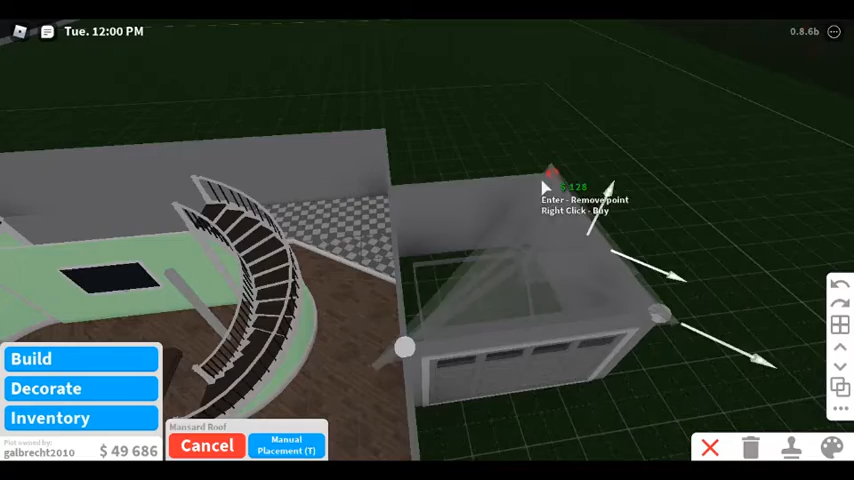 Tue. 12:00 PM
0.8.6b
$ 128
Enter - Remove point
Right Click - Buy
Build
Decorate
Inventory
Plot owned by:
galbrecht2010
$ 49 686
Mansard Roof
Cancel
Manual
Placement (T)